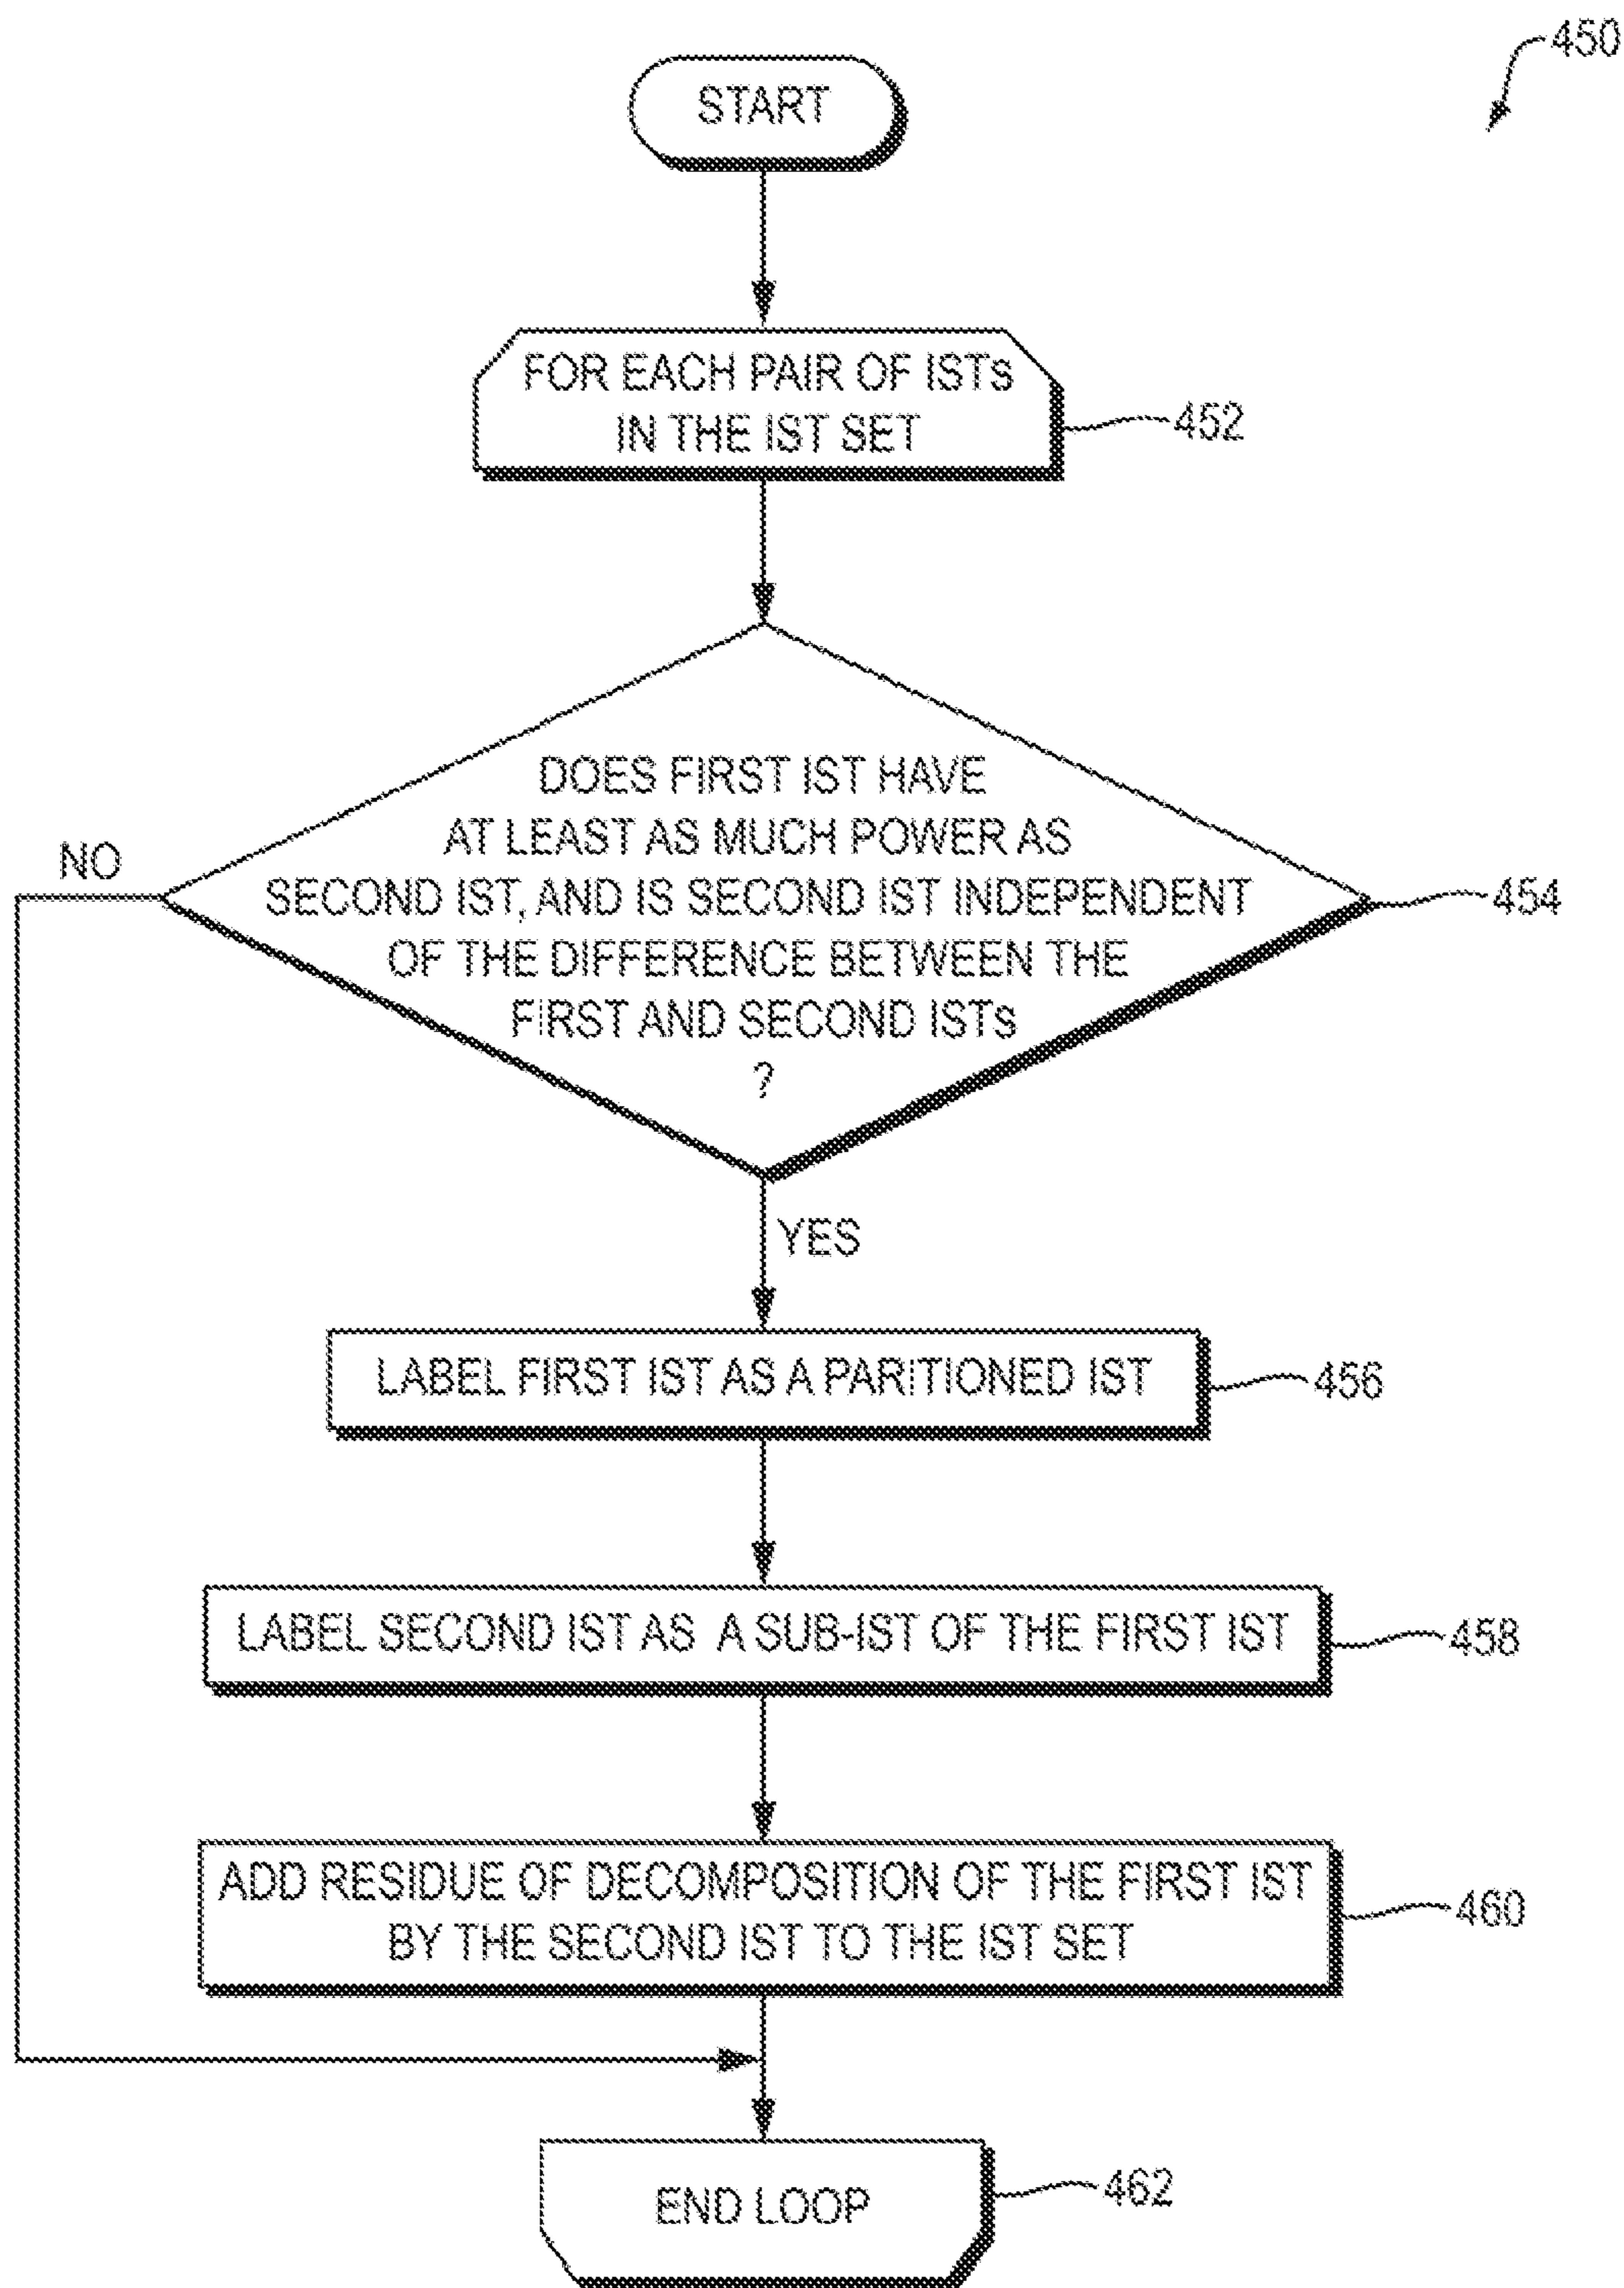 450
START
FOR EACH PAIR OF ISTs
IN THE IST SET
452
DOES FIRST IST HAVE
AT LEAST AS MUCH POWER AS
SECOND IST, AND IS SECOND IST INDEPENDENT
OF THE DIFFERENCE BETWEEN THE
FIRST AND SECOND ISTs
?
NO
454
YES
LABEL FIRST IST AS A PARITIONED IST
456
LABEL SECOND IST AS A SUB-IST OF THE FIRST IST
458
ADD RESIDUE OF DECOMPOSITION OF THE FIRST IST
BY THE SECOND IST TO THE IST SET
460
END LOOP
462